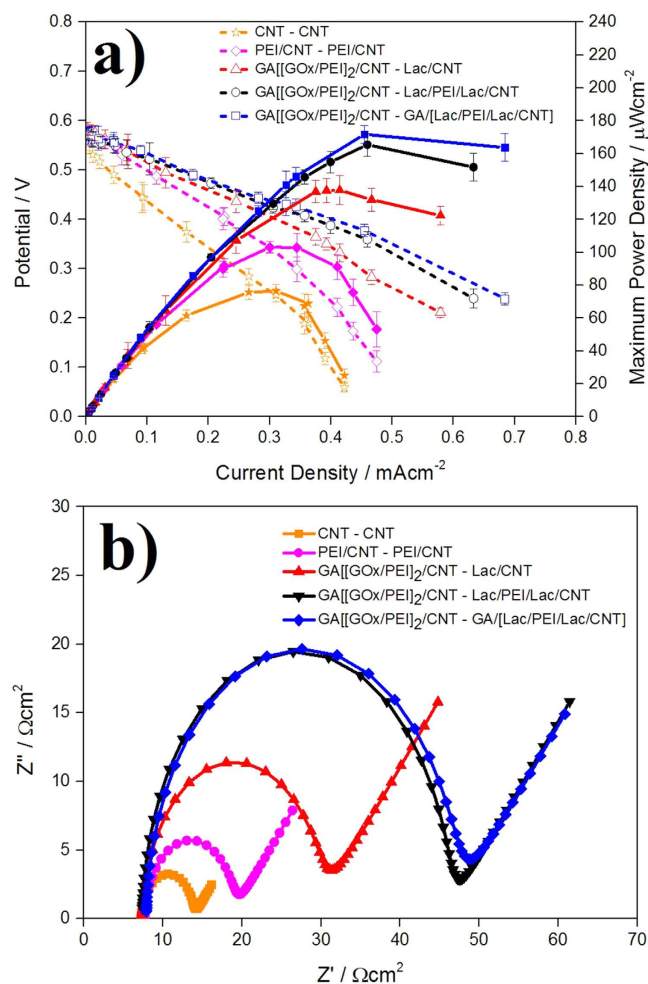 a)
CNT - CNT
PEI/CNT - PEI/CNT
GA[[GOx/PEI]2/CNT - Lac/CNT
GA[[GOx/PEI]2/CNT - Lac/PEI/Lac/CNT
GA[[GOx/PEI]2/CNT - GA/[Lac/PEI/Lac/CNT]
Potential / V
0.8
0.7
0.6
0.5
0.4
0.3
0.2
0.1
0.0
240
220
200
180
160
140
120
100
80
60
40
20
0
Maximum Power Density / μWcm-2
0.0 0.1 0.2 0.3 0.4 0.5 0.6 0.7 0.8
Current Density / mAcm-2
b)
CNT - CNT
PEI/CNT - PEI/CNT
GA[[GOx/PEI]2/CNT - Lac/CNT
GA[[GOx/PEI]2/CNT - Lac/PEI/Lac/CNT
GA[[GOx/PEI]2/CNT - GA/[Lac/PEI/Lac/CNT]
Z'' / Ωcm2
30
25
20
15
10
5
0
0 10 20 30 40 50 60 70
Z' / Ωcm2